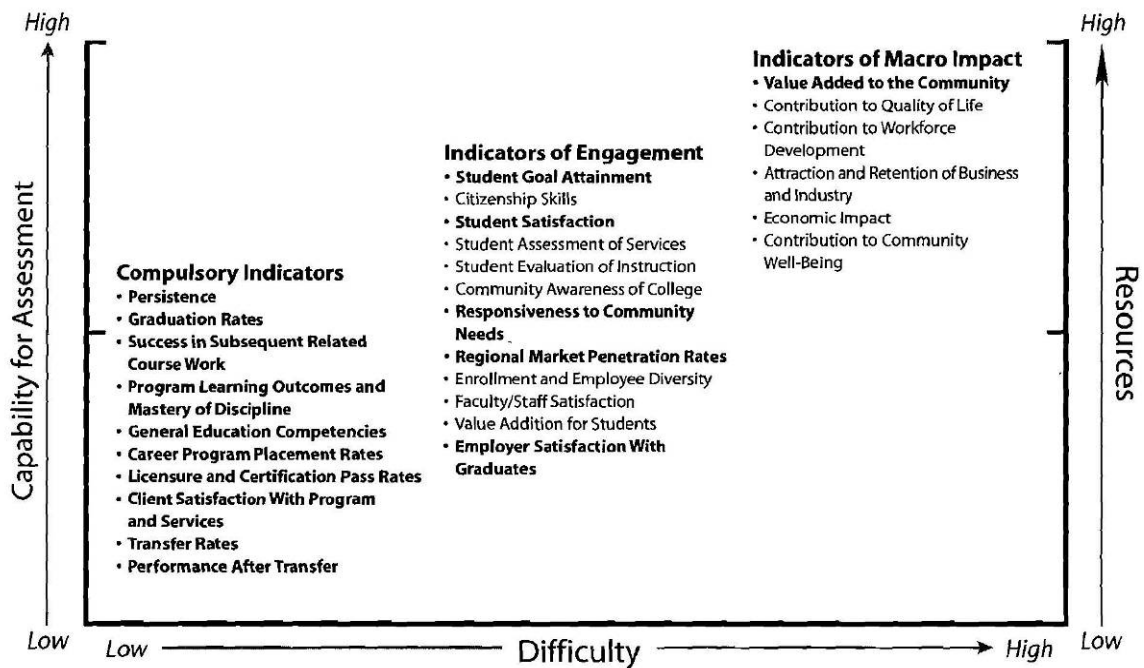 High
High
Capability for Assessment
Compulsory Indicators
• Persistence
• Graduation Rates
• Success in Subsequent Related
Course Work
• Program Learning Outcomes and
Mastery of Discipline
• General Education Competencies
• Career Program Placement Rates
• Licensure and Certification Pass Rates
• Client Satisfaction With Program
and Services
• Transfer Rates
• Performance After Transfer
Indicators of Engagement
• Student Goal Attainment
• Citizenship Skills
• Student Satisfaction
• Student Assessment of Services
• Student Evaluation of Instruction
• Community Awareness of College
• Responsiveness to Community
Needs
• Regional Market Penetration Rates
• Enrollment and Employee Diversity
• Faculty/Staff Satisfaction
• Value Addition for Students
• Employer Satisfaction With
Graduates
Indicators of Macro Impact
• Value Added to the Community
• Contribution to Quality of Life
• Contribution to Workforce
Development
• Attraction and Retention of Business
and Industry
• Economic Impact
• Contribution to Community
Well-Being
Resources
Low
Low
Difficulty
High
Low